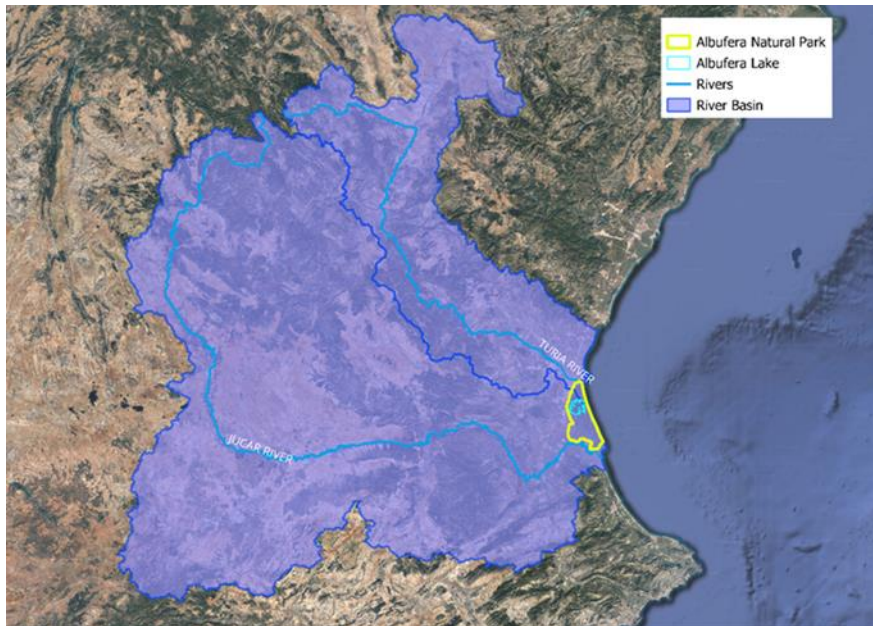 Albufera Natural Park
Albufera Lake
Rivers
River Basin
TURIA RIVER
JUCAR RIVER